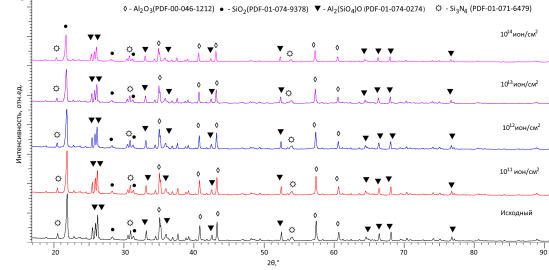 ◊ - Al₂O₃(PDF-00-046-1212) ● - SiO₂(PDF-01-074-9378) ▼ - Al₂(SiO₄)O (PDF-01-074-0274) ☼ - Si₃N₄ (PDF-01-071-6479)
10¹⁴ион/см²
10¹³ион/см²
10¹²ион/см²
10¹¹ион/см²
Исходный
Интенсивность, отн.ед.
20 30 40 50 60 70 80 90
2Θ,°